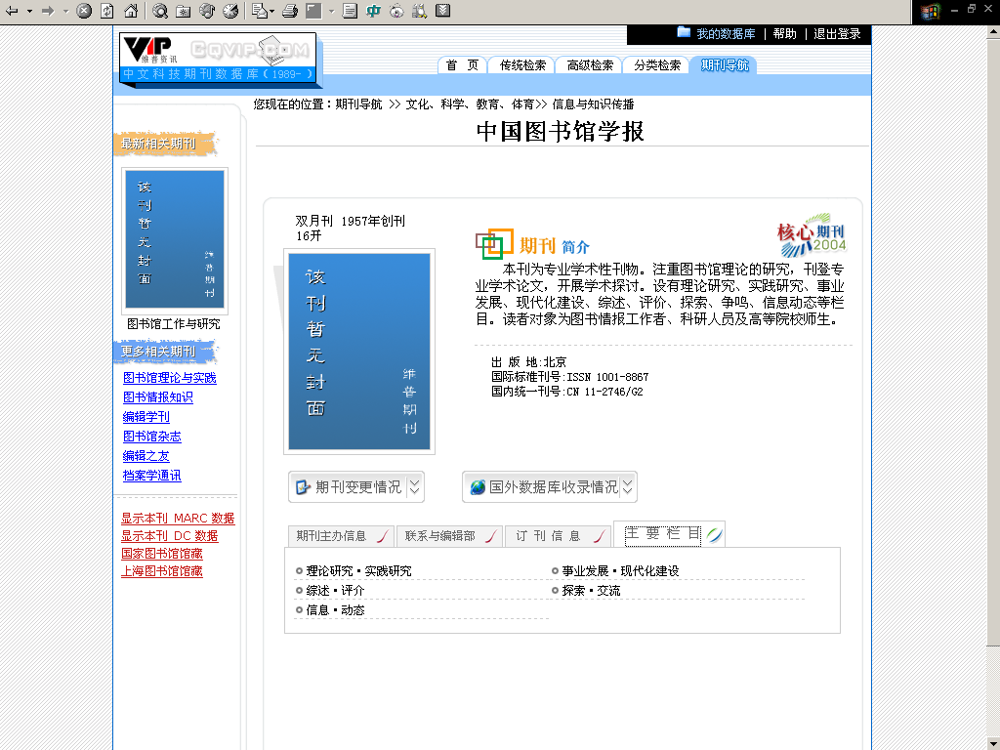 我的数据库 | 帮助 | 退出登录
VIP 维普资讯 CQVIP.COM
中文科技期刊数据库(1989-)
首 页 传统检索 高级检索 分类检索 期刊导航
您现在的位置：期刊导航 >> 文化、科学、教育、体育>> 信息与知识传播
中国图书馆学报
最新相关期刊
该刊暂无封面
维普期刊
图书馆工作与研究
更多相关期刊
图书馆理论与实践
图书情报知识
编辑学刊
图书馆杂志
编辑之友
档案学通讯
显示本刊 MARC 数据
显示本刊 DC 数据
国家图书馆馆藏
上海图书馆馆藏
双月刊 1957年创刊
16开
该刊暂无封面
维普期刊
期刊 简介
核心期刊
2004
本刊为专业学术性刊物。注重图书馆理论的研究，刊登专
业学术论文，开展学术探讨。设有理论研究、实践研究、事业
发展、现代化建设、综述、评价、探索、争鸣、信息动态等栏
目。读者对象为图书情报工作者、科研人员及高等院校师生。
出 版 地:北京
国际标准刊号:ISSN 1001-8867
国内统一刊号:CN 11-2746/G2
期刊变更情况 国外数据库收录情况
期刊主办信息 联系与编辑部 订 刊 信 息 主 要 栏 目
理论研究·实践研究 事业发展·现代化建设
综述·评介 探索·交流
信息·动态